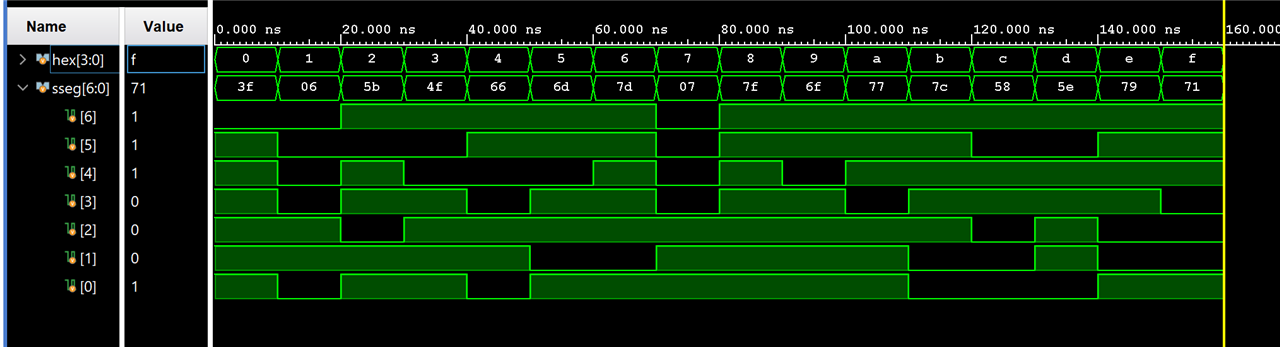 Name Value 0.000 ns 20.000 ns 40.000 ns 60.000 ns 80.000 ns 100.000 ns 120.000 ns 140.000 ns 160.000
hex[3:0] f 0 1 2 3 4 5 6 7 8 9 a b c d e f
sseg[6:0] 71 3f 06 5b 4f 66 6d 7d 07 7f 6f 77 7c 58 5e 79 71
[6] 1
[5] 1
[4] 1
[3] 0
[2] 0
[1] 0
[0] 1